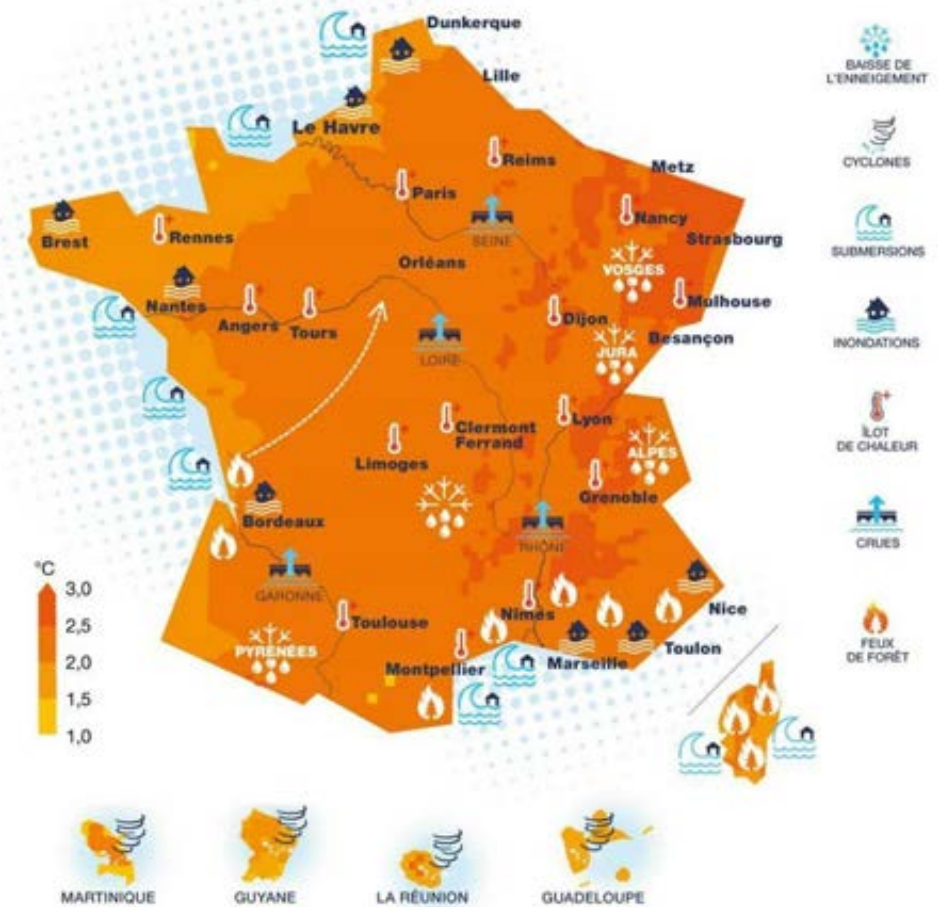 Dunkerque
Lille
Le Havre
Reims
Metz
Paris
Nancy
Brest
Rennes
SEINE
Strasbourg
Orléans
VOSGES
Nantes
Angers
Tours
Dijon
Mulhouse
LOIRE
JURA
Besançon
Clermont
Ferrand
Lyon
Limoges
ALPES
Grenoble
Bordeaux
RHÔNE
GARONNE
Toulouse
Nimes
Nice
PYRÉNÉES
Montpellier
Marseille
Toulon
°C
3,0
2,5
2,0
1,5
1,0
BAISSE DE
L'ENNEIGEMENT
CYCLONES
SUBMERSIONS
INONDATIONS
ÎLOT
DE CHALEUR
CRUES
FEUX
DE FORÊT
MARTINIQUE
GUYANE
LA RÉUNION
GUADELOUPE